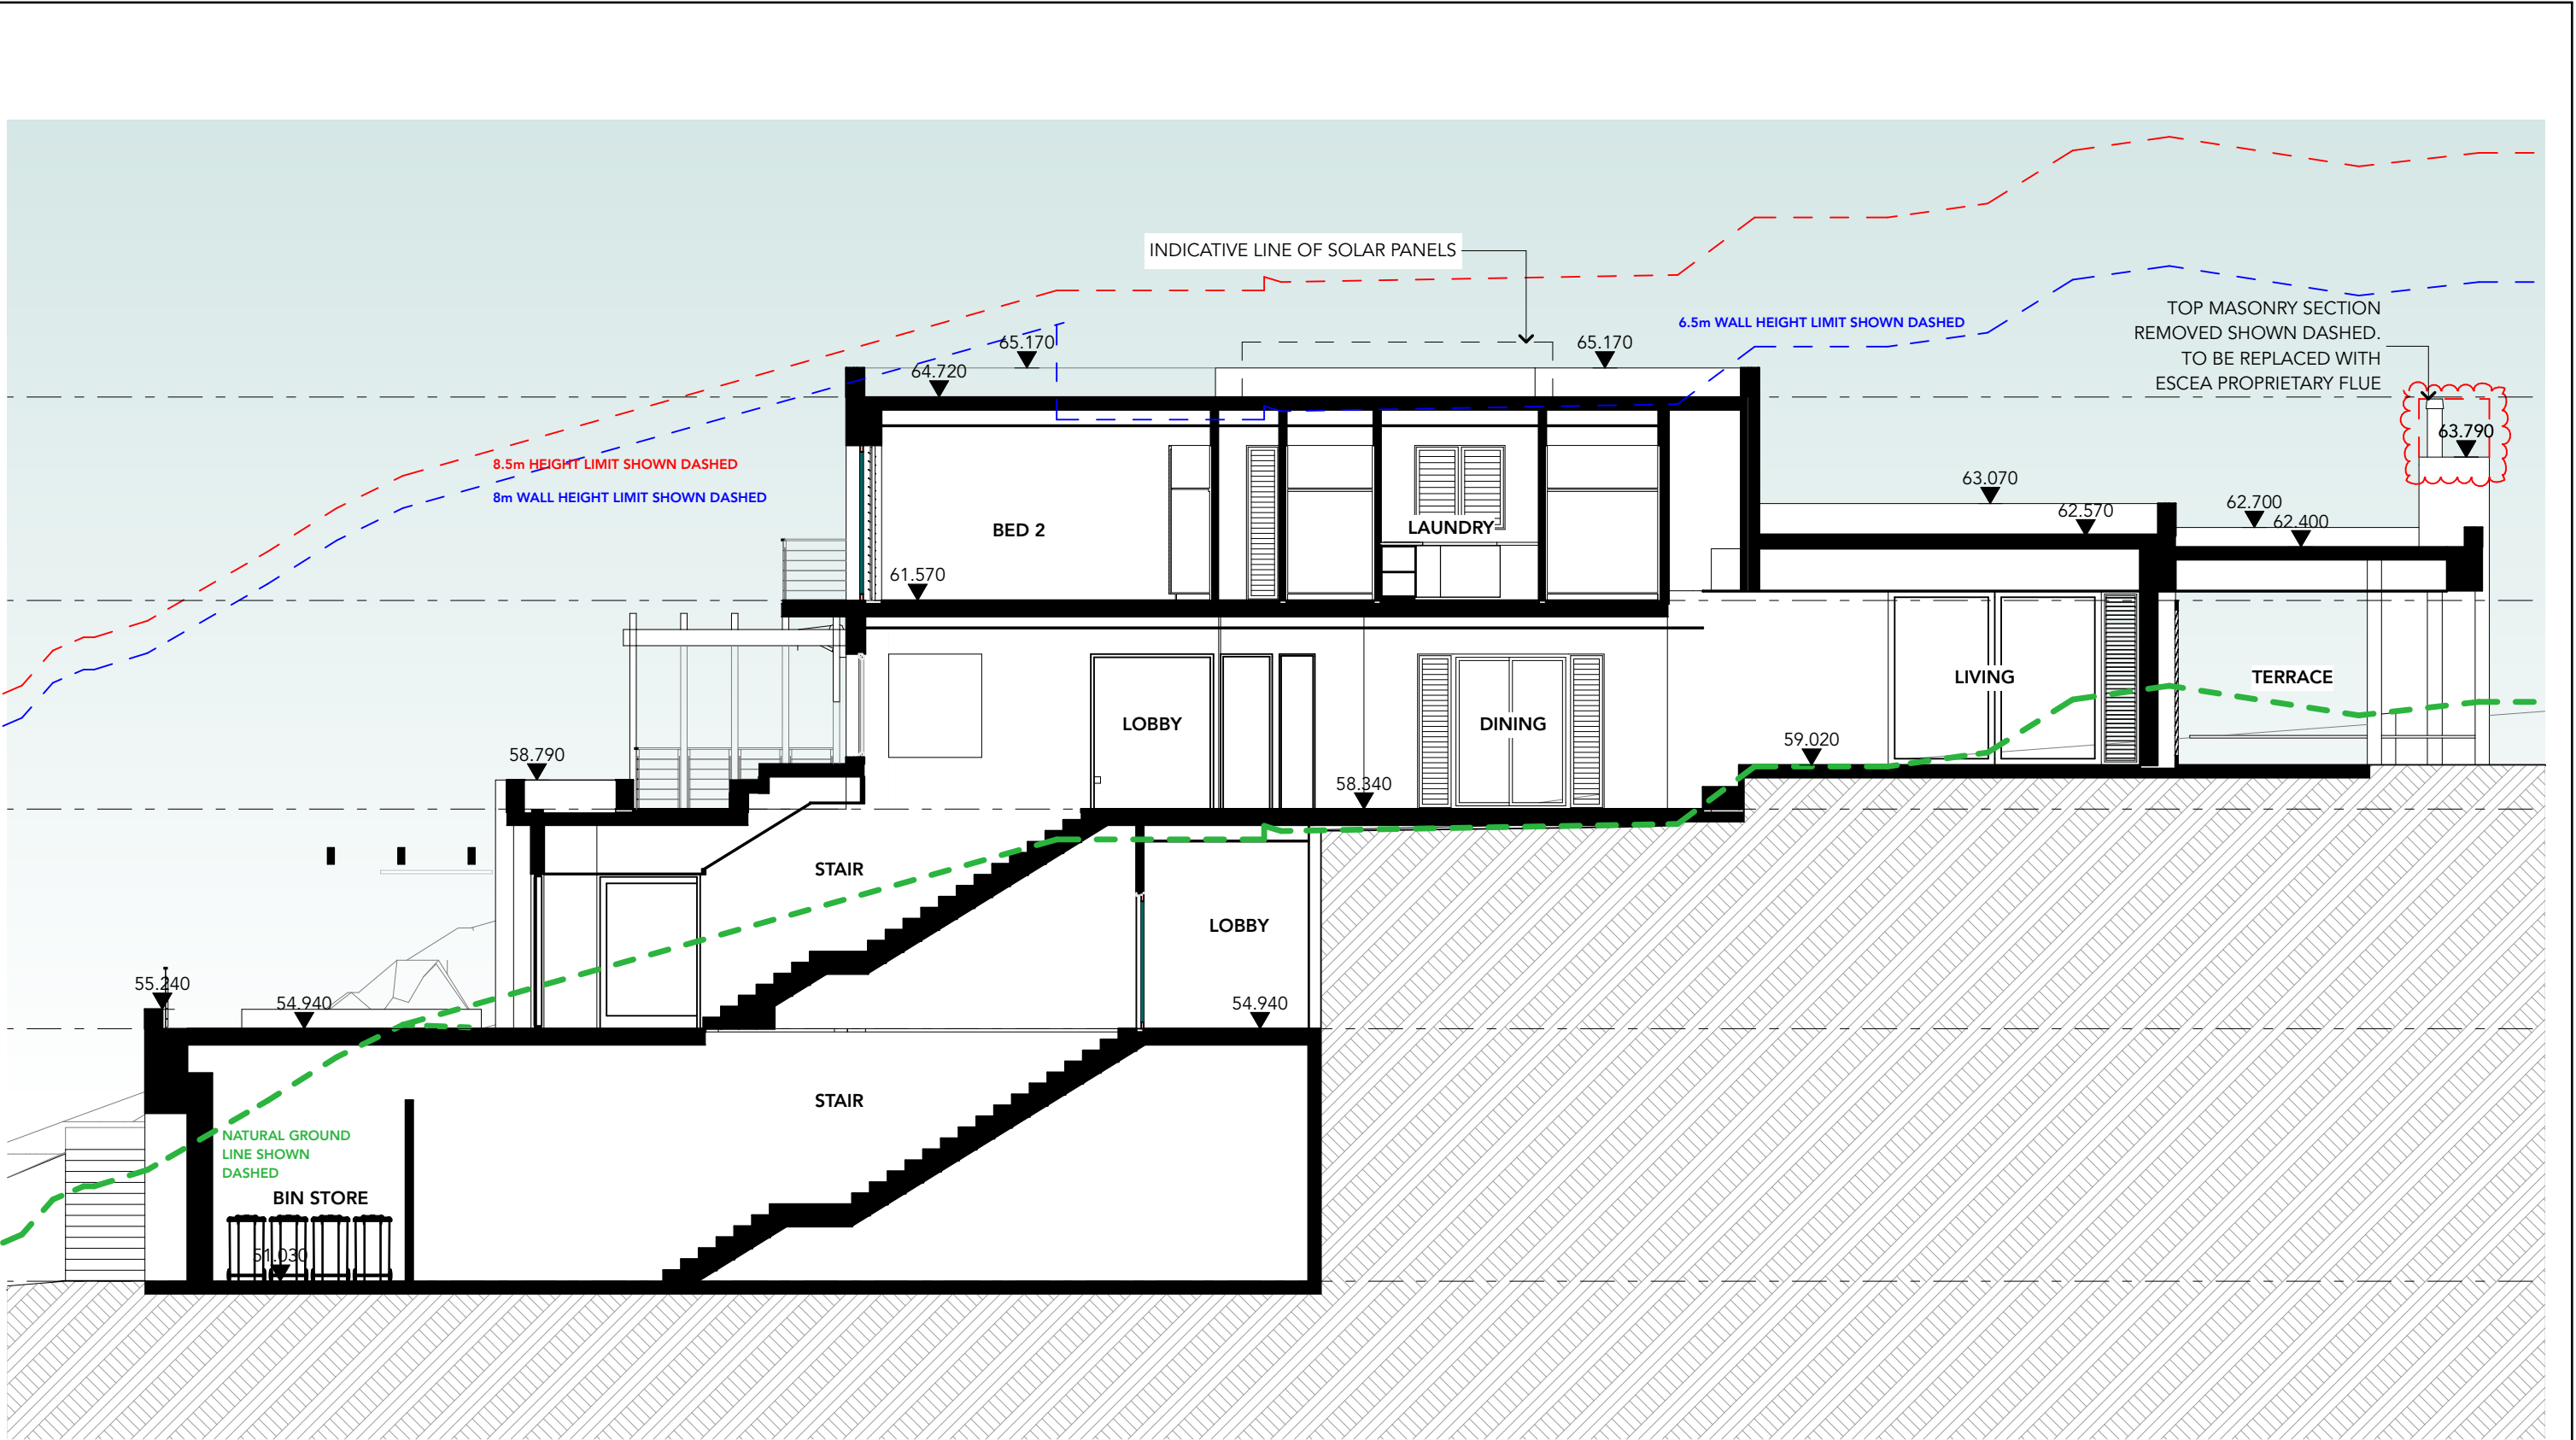 INDICATIVE LINE OF SOLAR PANELS
TOP MASONRY SECTION
REMOVED SHOWN DASHED.
TO BE REPLACED WITH
ESCEA PROPRIETARY FLUE
6.5m WALL HEIGHT LIMIT SHOWN DASHED
65.170
65.170
64.720
63.790
8.5m HEIGHT LIMIT SHOWN DASHED
8m WALL HEIGHT LIMIT SHOWN DASHED
63.070
62.570
62.700
62.400
BED 2
LAUNDRY
61.570
LIVING
TERRACE
LOBBY
DINING
59.020
58.790
58.340
STAIR
LOBBY
55.240
54.940
54.940
STAIR
NATURAL GROUND
LINE SHOWN
DASHED
BIN STORE
51.030